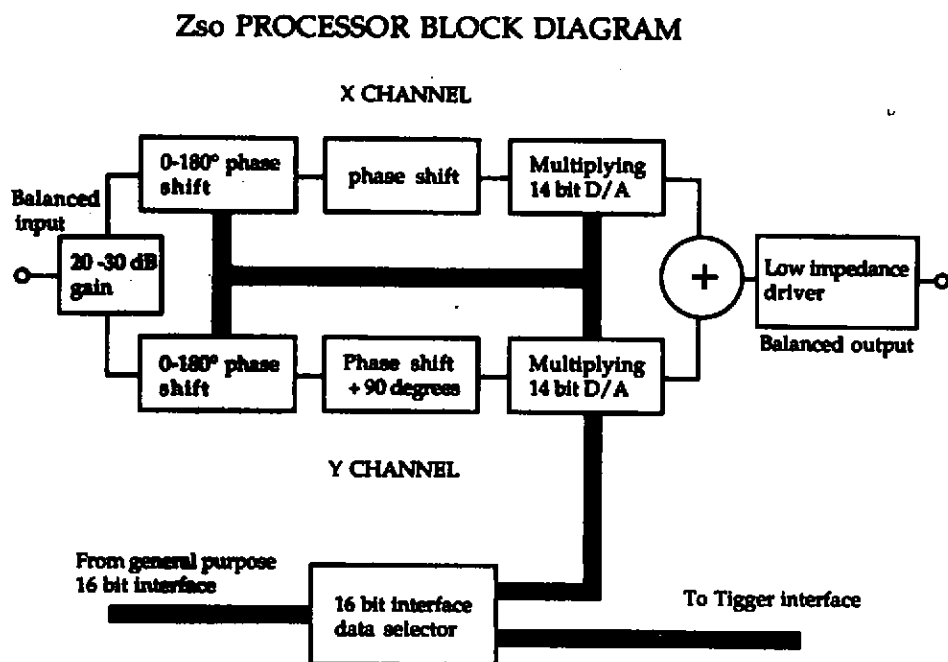 Zso PROCESSOR BLOCK DIAGRAM
X CHANNEL
0-180° phase
shift
phase shift
Multiplying
14 bit D/A
Balanced
input
20 -30 dB
gain
+
Low impedance
driver
Balanced output
0-180° phase
shift
Phase shift
+ 90 degrees
Multiplying
14 bit D/A
Y CHANNEL
From general purpose
16 bit interface
16 bit interface
data selector
To Tigger interface